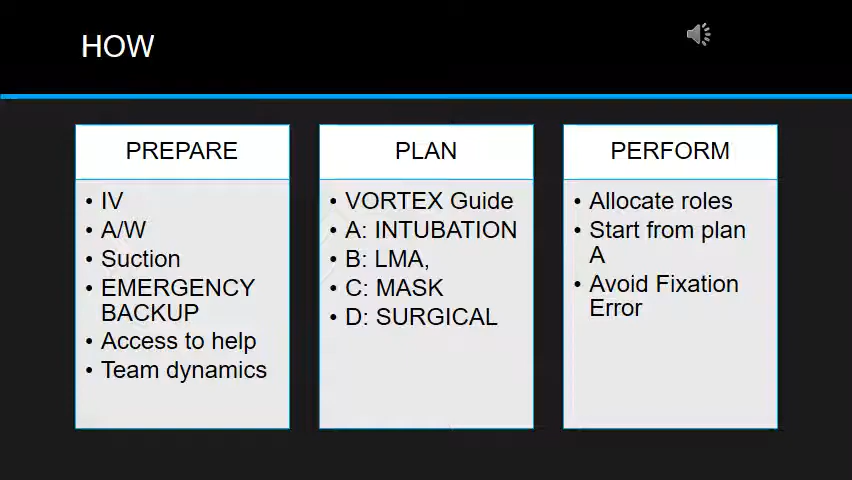 HOW
PREPARE
• IV
• A/W
• Suction
• EMERGENCY
BACKUP
• Access to help
• Team dynamics
PLAN
• VORTEX Guide
• A: INTUBATION
• B: LMA,
• C: MASK
• D: SURGICAL
PERFORM
• Allocate roles
• Start from plan
A
• Avoid Fixation
Error